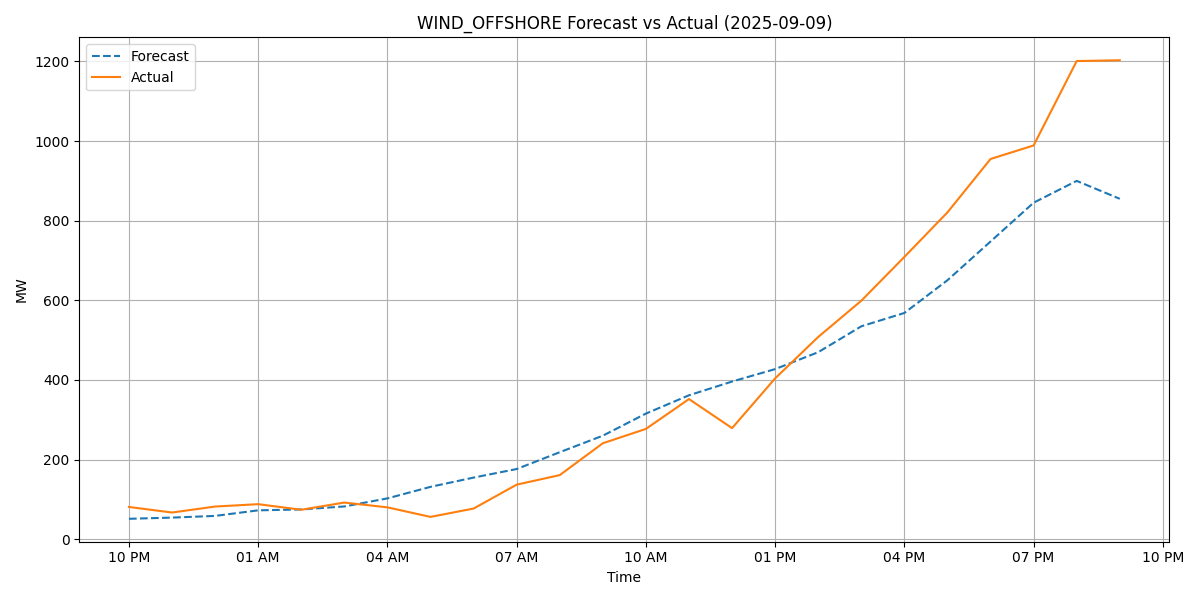 WIND_OFFSHORE Forecast vs Actual (2025-09-09)
Forecast
Actual
1200
1000
800
600
400
200
0
MW
10 PM
01 AM
04 AM
07 AM
10 AM
01 PM
04 PM
07 PM
10 PM
Time